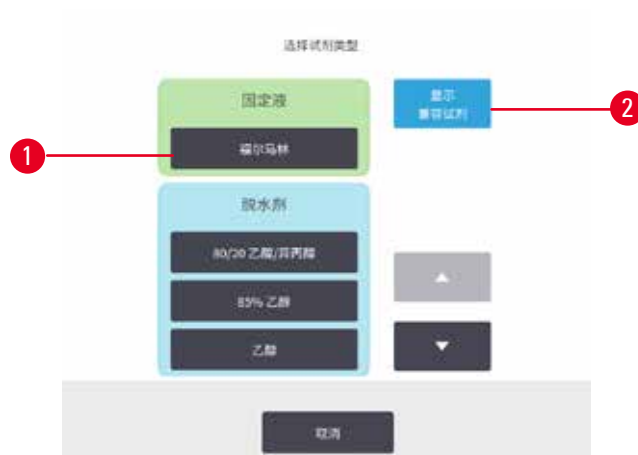 选择试剂类型
固定液
显示
兼容试剂
2
1
福尔马林
脱水剂
80/20 乙醇/异丙醇
85% 乙醇
乙醇
取消